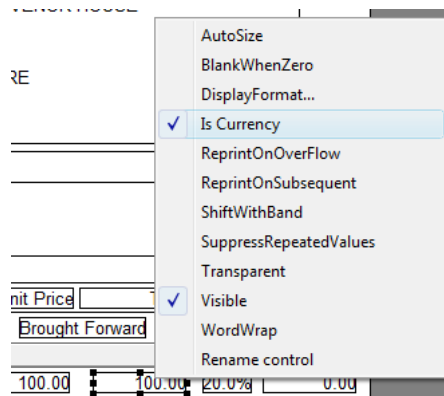 AutoSize
BlankWhenZero
RE
DisplayFormat...
Is Currency
ReprintOnOverFlow
ReprintOnSubsequent
ShiftWithBand
SuppressRepeatedValues
Transparent
nit Price
Visible
Brought Forward
WordWrap
Rename control
100.00 100.00 20.0% 0.00